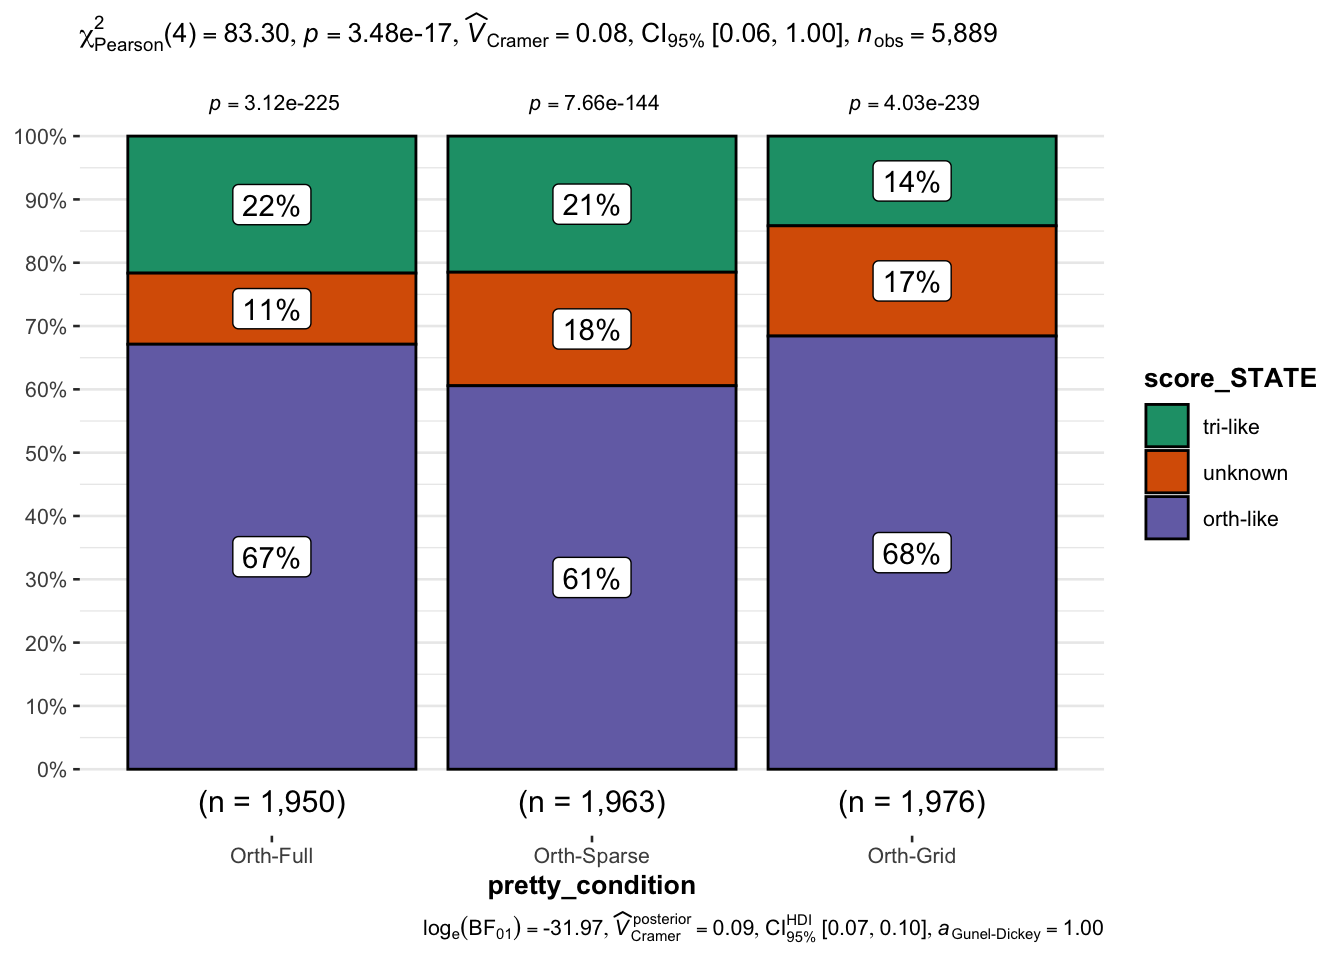 χ²Pearson(4) = 83.30, p = 3.48e-17, V̂Cramer = 0.08, CI95% [0.06, 1.00], nobs = 5,889
p = 3.12e-225 p = 7.66e-144 p = 4.03e-239
100%
90%
80%
70%
60%
50%
40%
30%
20%
10%
0%
22% 21% 14%
11% 18% 17%
67% 61% 68%
(n = 1,950) (n = 1,963) (n = 1,976)
Orth-Full Orth-Sparse Orth-Grid
pretty_condition
score_STATE
tri-like
unknown
orth-like
loge(BF01) = -31.97, V̂posteriorCramer = 0.09, CIHDI95% [0.07, 0.10], aGunel-Dickey = 1.00